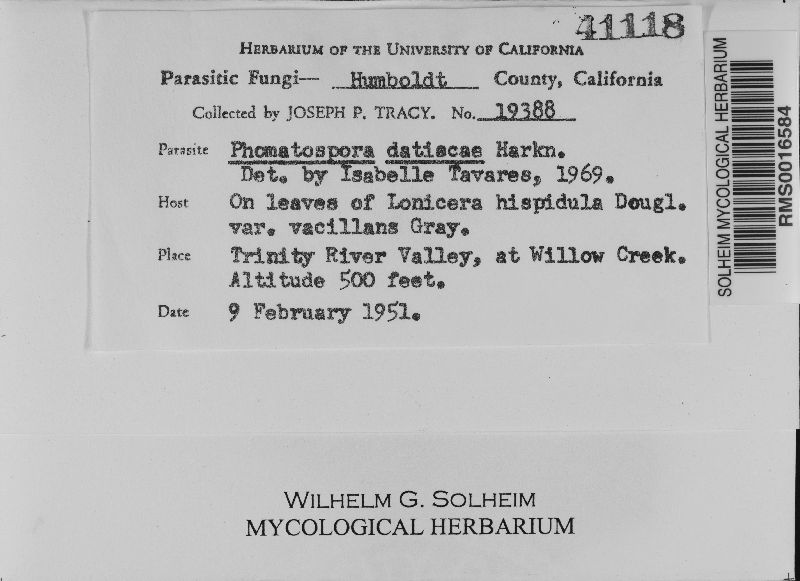 41118
HERBARIUM OF THE UNIVERSITY OF CALIFORNIA
Parasitic Fungi— Humboldt County, California
Collected by JOSEPH P. TRACY. No. 19388
Parasite Phomatospora datiscae Harkn.
Det. by Isabelle Tavares, 1969.
Host On leaves of Lonicera hispidula Dougl.
var. vacillans Gray.
Place Trinity River Valley, at Willow Creek.
Altitude 500 feet.
Date 9 February 1951.
SOLHEIM MYCOLOGICAL HERBARIUM
RMS0016584
WILHELM G. SOLHEIM
MYCOLOGICAL HERBARIUM